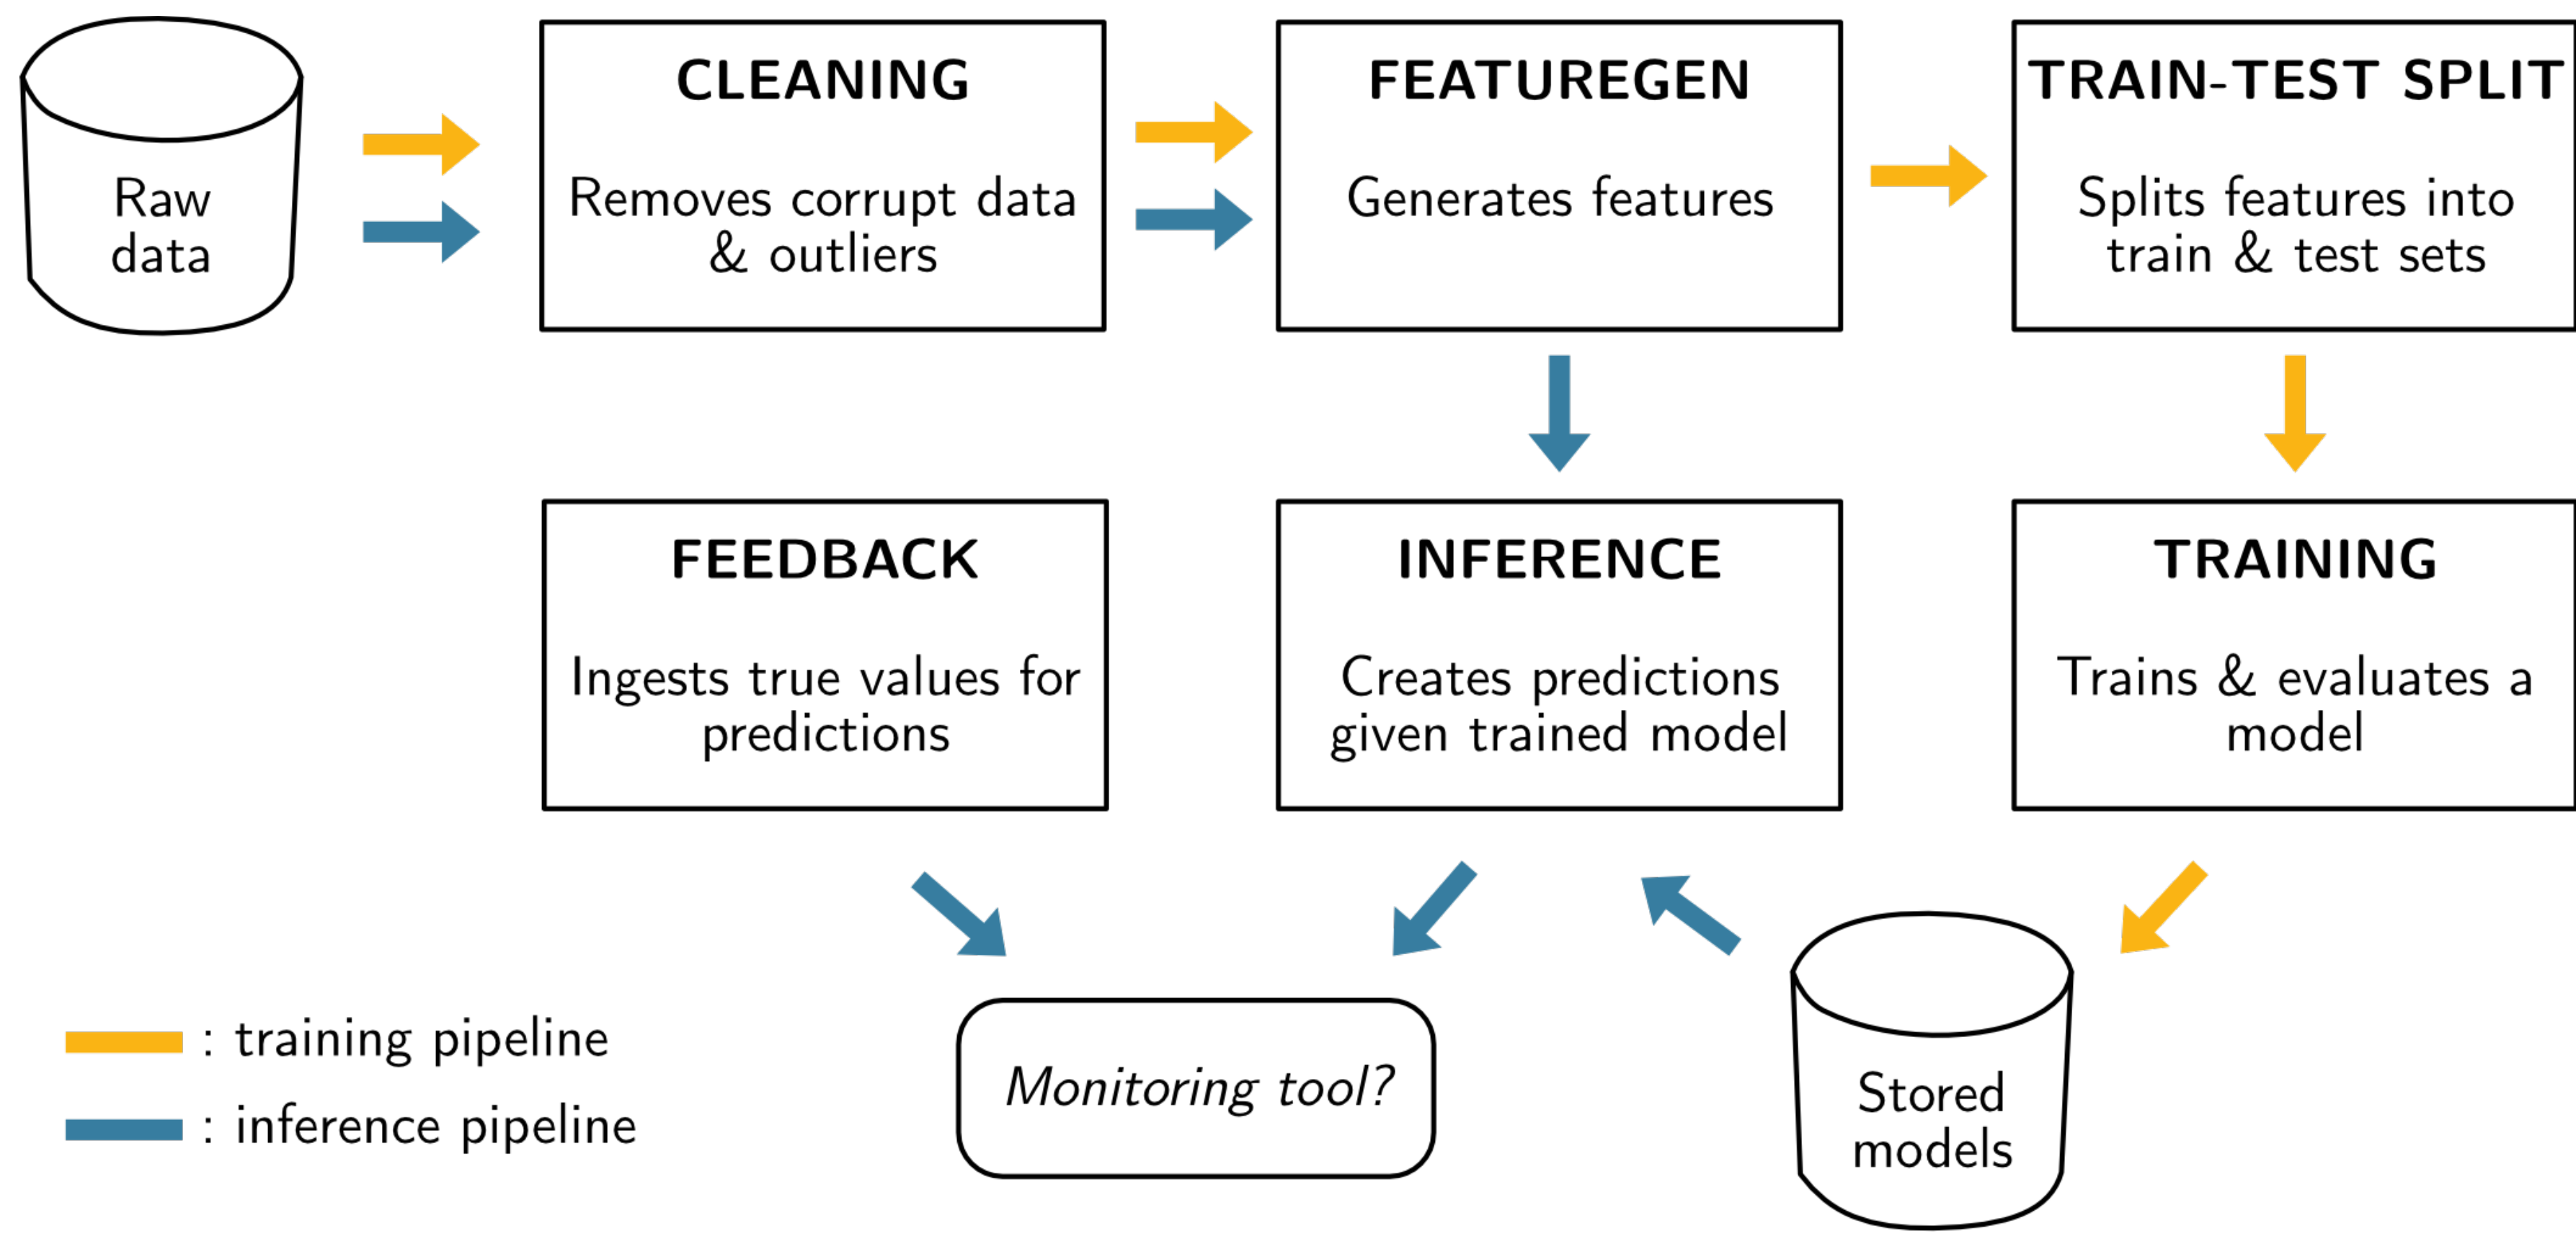 Raw
data
CLEANING
Removes corrupt data
& outliers
FEATUREGEN
Generates features
TRAIN-TEST SPLIT
Splits features into
train & test sets
FEEDBACK
Ingests true values for
predictions
INFERENCE
Creates predictions
given trained model
TRAINING
Trains & evaluates a
model
: training pipeline
: inference pipeline
Monitoring tool?
Stored
models